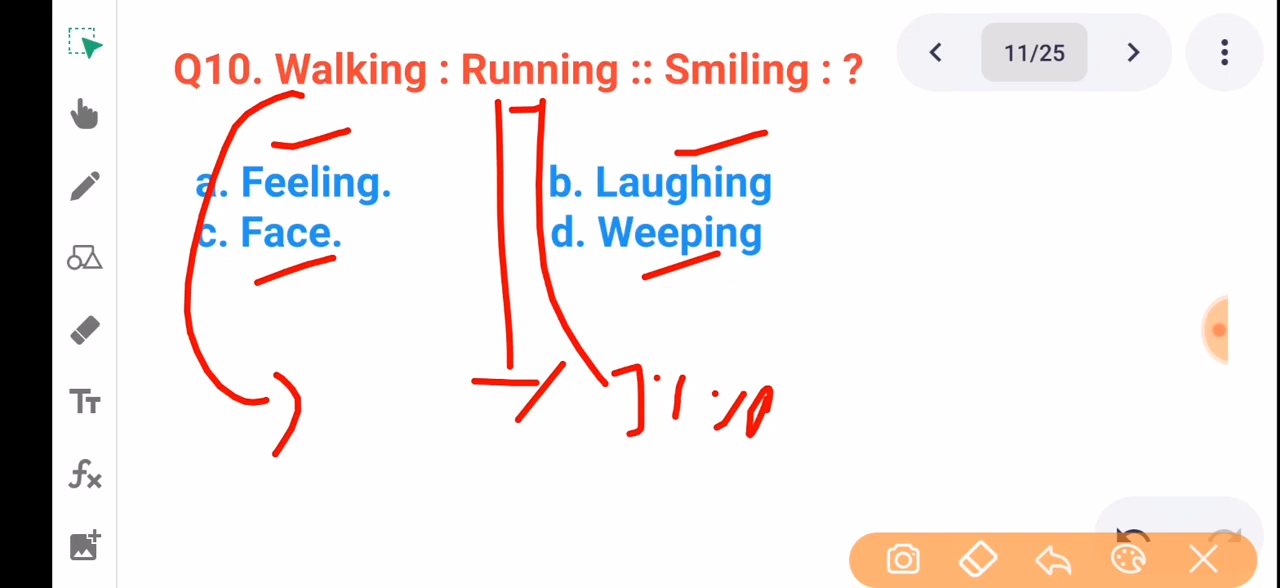 Q10. Walking : Running :: Smiling : ?
11/25
a. Feeling.
b. Laughing
c. Face.
d. Weeping